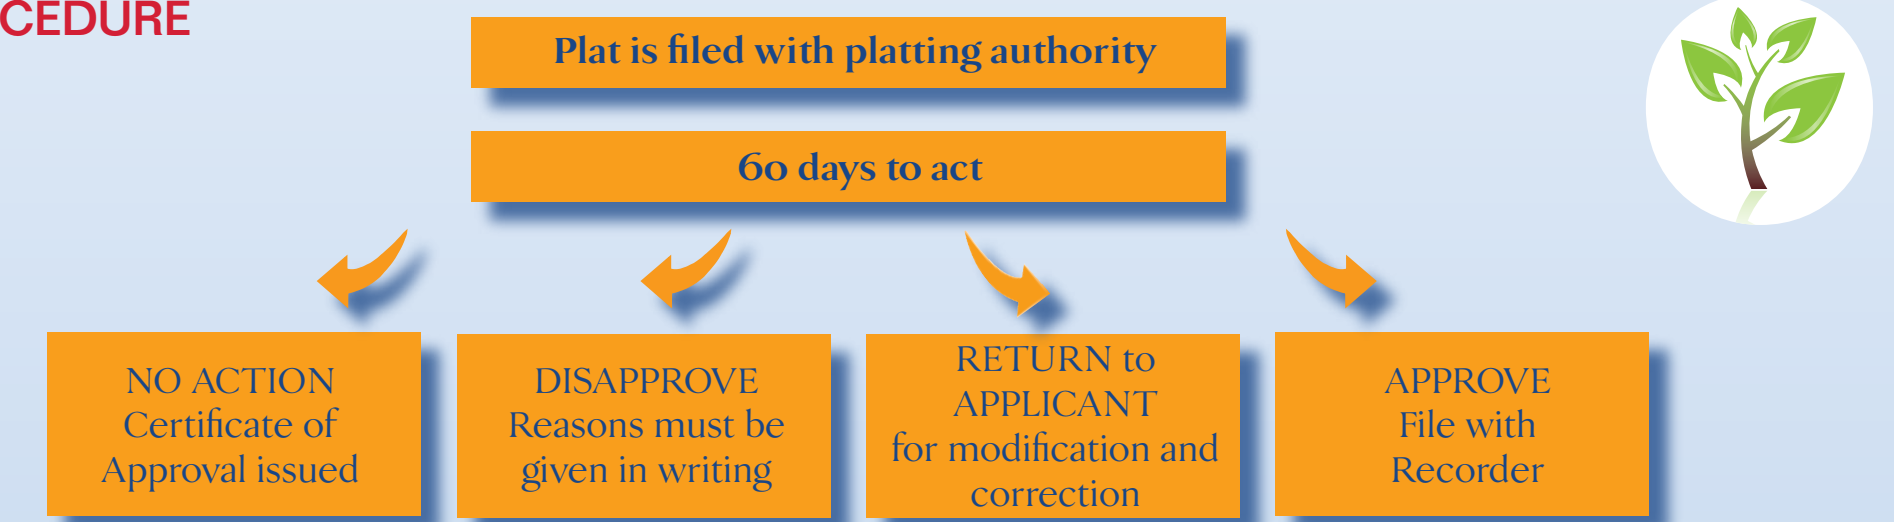 CEDURE
Plat is filed with platting authority
60 days to act
NO ACTION
Certificate of
Approval issued
DISAPPROVE
Reasons must be
given in writing
RETURN to
APPLICANT
for modification and
correction
APPROVE
File with
Recorder